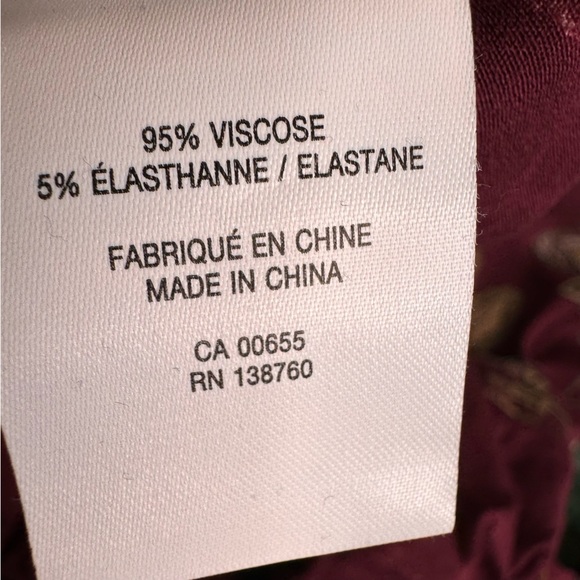 95% VISCOSE
5% ÉLASTHANNE / ELASTANE
FABRIQUÉ EN CHINE
MADE IN CHINA
CA 00655
RN 138760